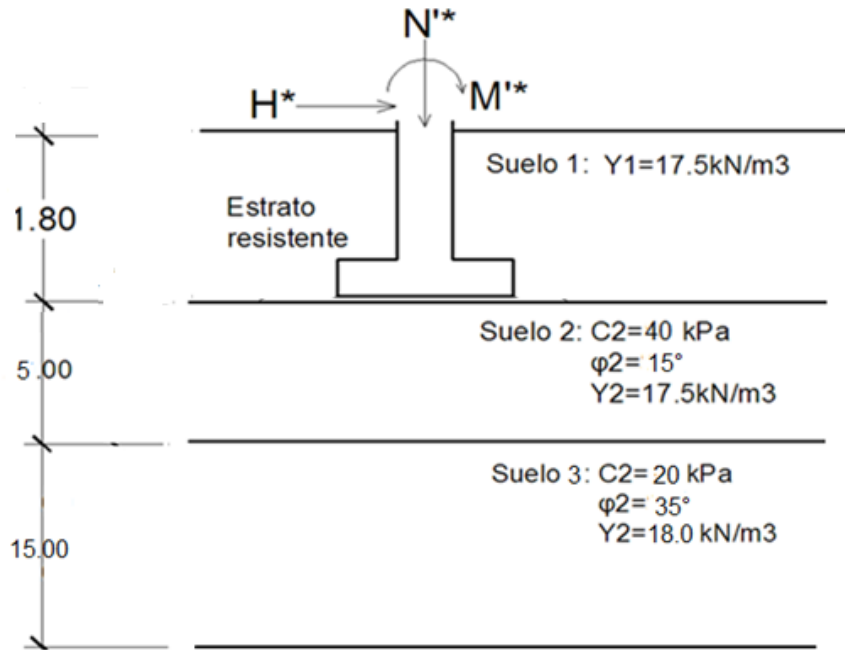 N'*
H*
M'*
1.80
Suelo 1: Y1=17.5kN/m3
Estrato
resistente
5.00
Suelo 2: C2=40 kPa
φ2= 15°
Y2=17.5kN/m3
15.00
Suelo 3: C2= 20 kPa
φ2= 35°
Y2=18.0 kN/m3